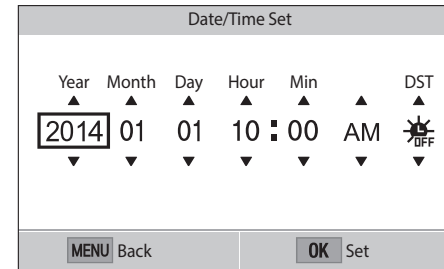 Date/Time Set
Year Month Day Hour Min DST
2014 01 01 10:00 AM OFF
MENU Back OK Set